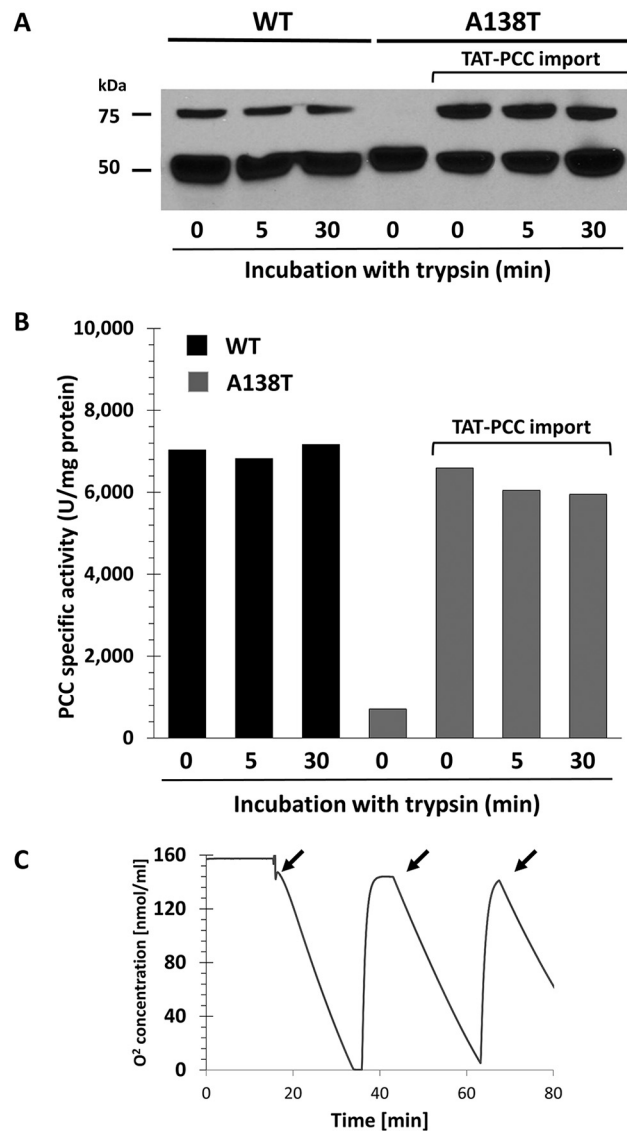 A
WT
A138T
TAT-PCC import
kDa
75
50
0 5 30 0 0 5 30
Incubation with trypsin (min)
B
10,000
8,000
6,000
4,000
2,000
0
PCC specific activity (U/mg protein)
WT
A138T
TAT-PCC import
0 5 30 0 0 5 30
Incubation with trypsin (min)
C
160
120
80
40
0
O² concentration [nmol/ml]
0 20 40 60 80
Time [min]